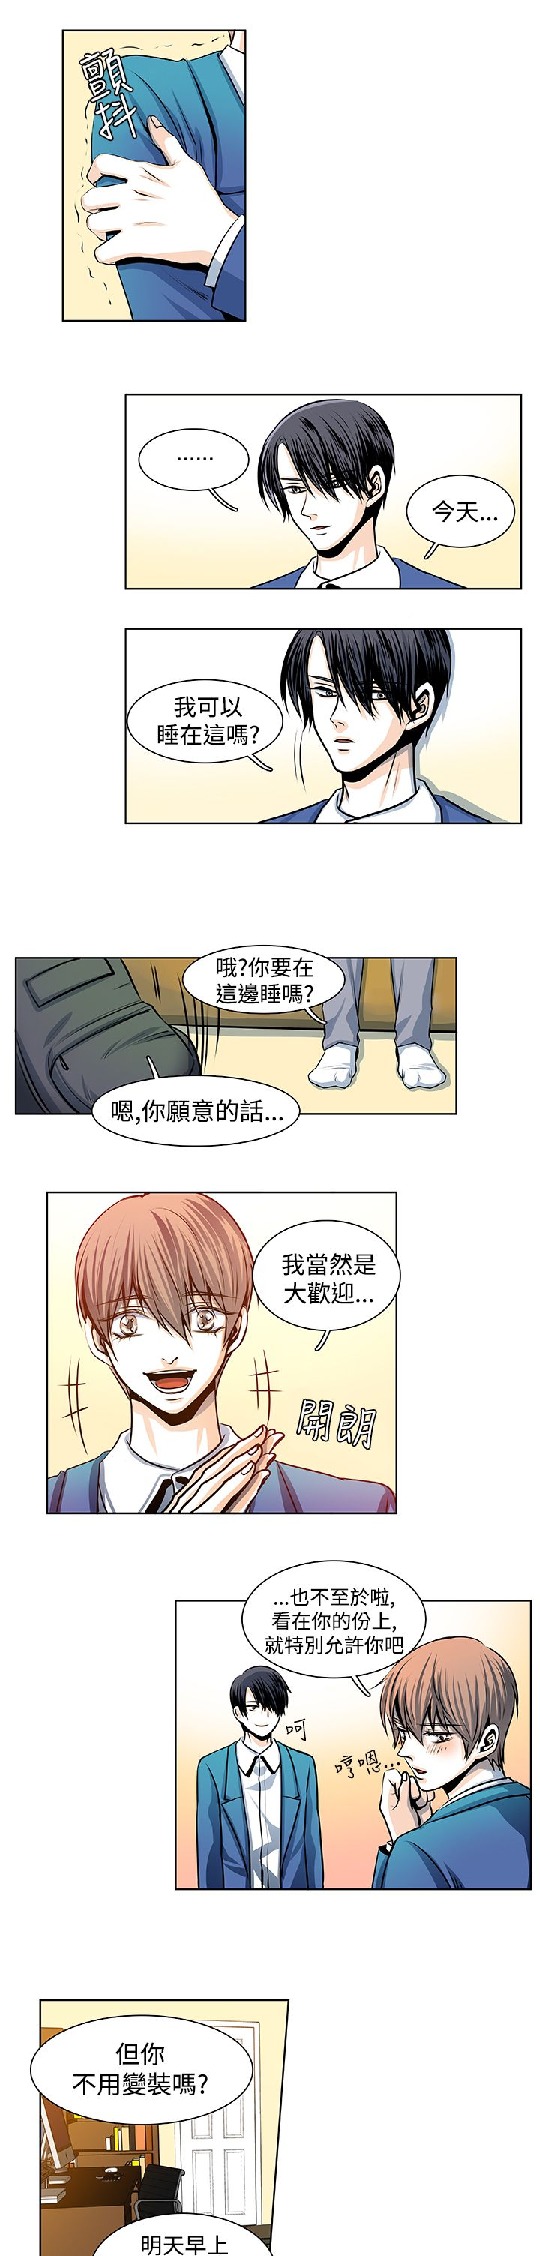 顫抖
......
今天...
我可以
睡在這嗎?
哦?你要在
這邊睡嗎?
嗯,你願意的話...
我當然是
大歡迎...
開朗
...也不至於啦,
看在你的份上,
就特別允許你吧
呵
哼嗯...
但你
不用變裝嗎?
明天早上